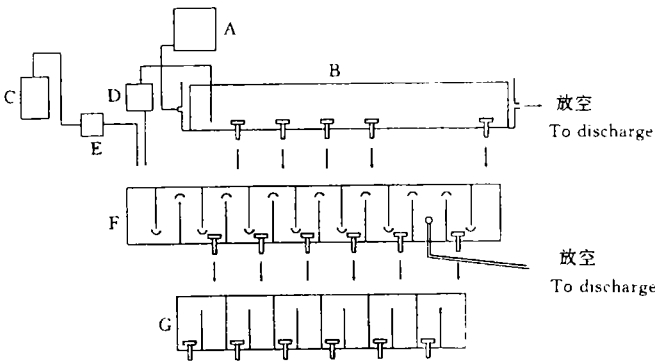 A
B
C
D
E
放空
To discharge
F
放空
To discharge
G